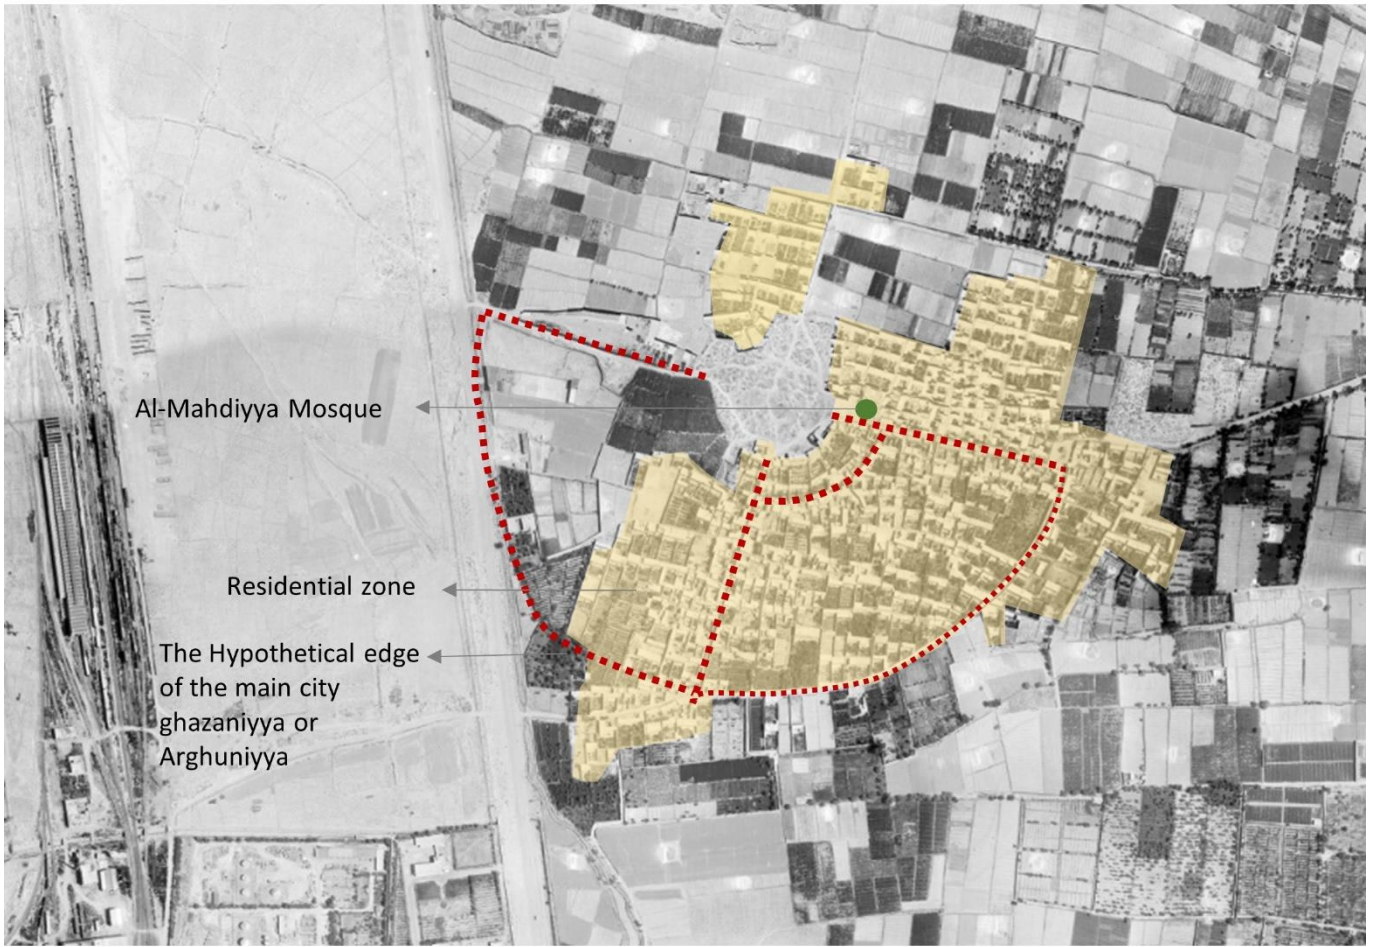 Al-Mahdiyya Mosque
Residential zone
The Hypothetical edge
of the main city
ghazaniyya or
Arghuniyya